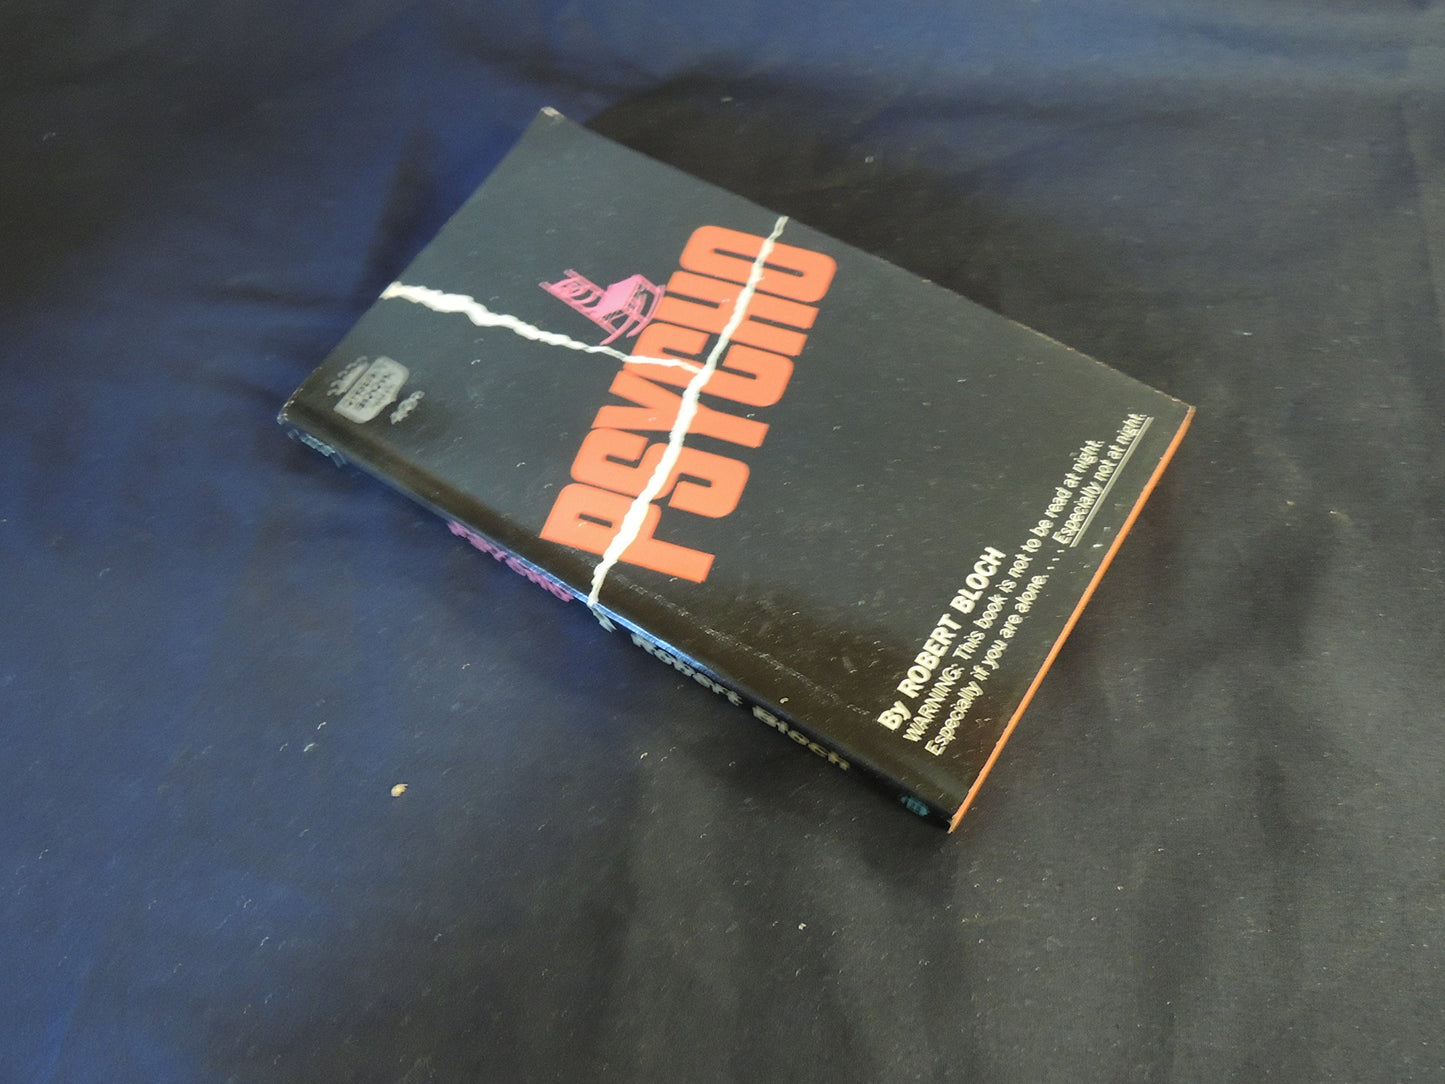 PSYCHO
By ROBERT BLOCH
WARNING: This book is not to be read at night.
Especially if you are alone. . . . Especially not at night.
Psycho
Robert Bloch